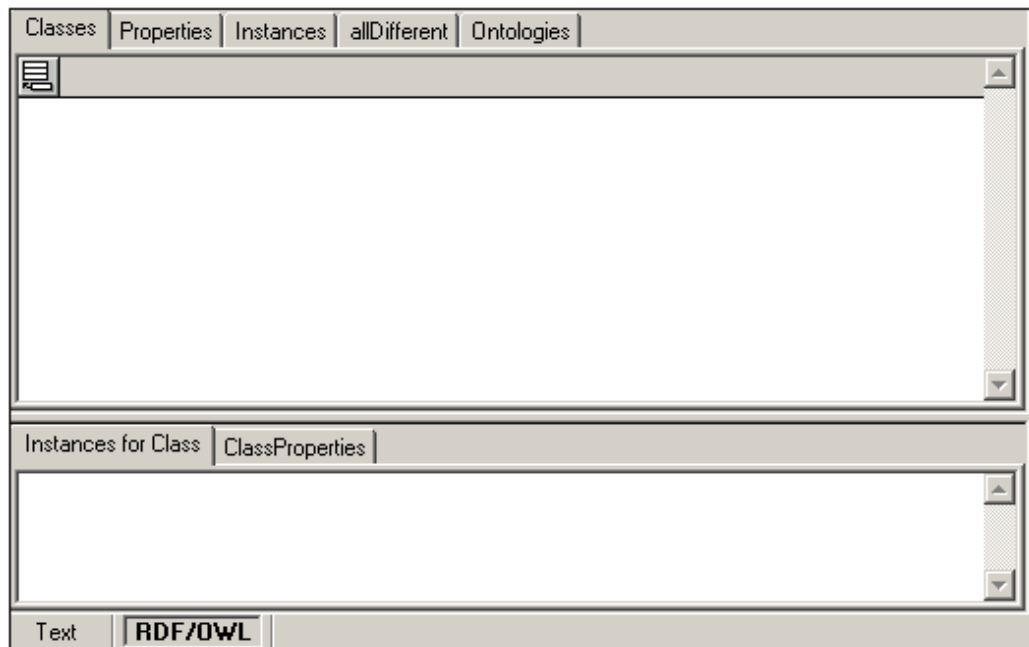 Classes Properties Instances allDifferent Ontologies
Instances for Class ClassProperties
Text RDF/OWL